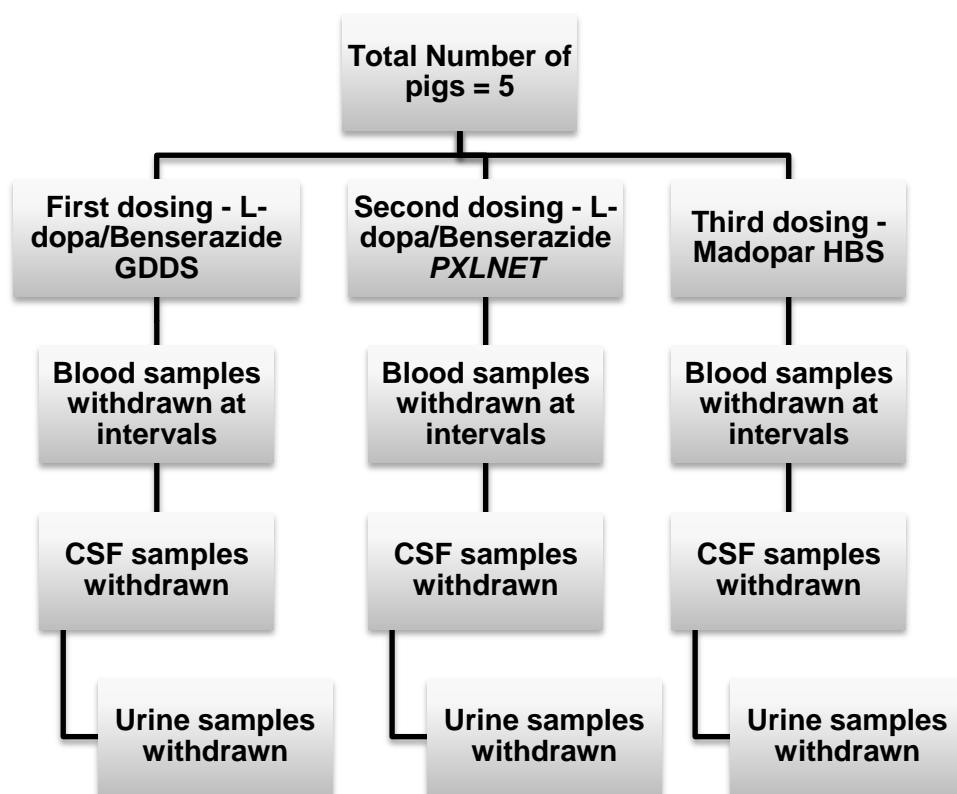 Total Number of
pigs = 5
First dosing - L-
dopa/Benserazide
GDDS
Second dosing - L-
dopa/Benserazide
PXLNET
Third dosing -
Madopar HBS
Blood samples
withdrawn at
intervals
Blood samples
withdrawn at
intervals
Blood samples
withdrawn at
intervals
CSF samples
withdrawn
CSF samples
withdrawn
CSF samples
withdrawn
Urine samples
withdrawn
Urine samples
withdrawn
Urine samples
withdrawn